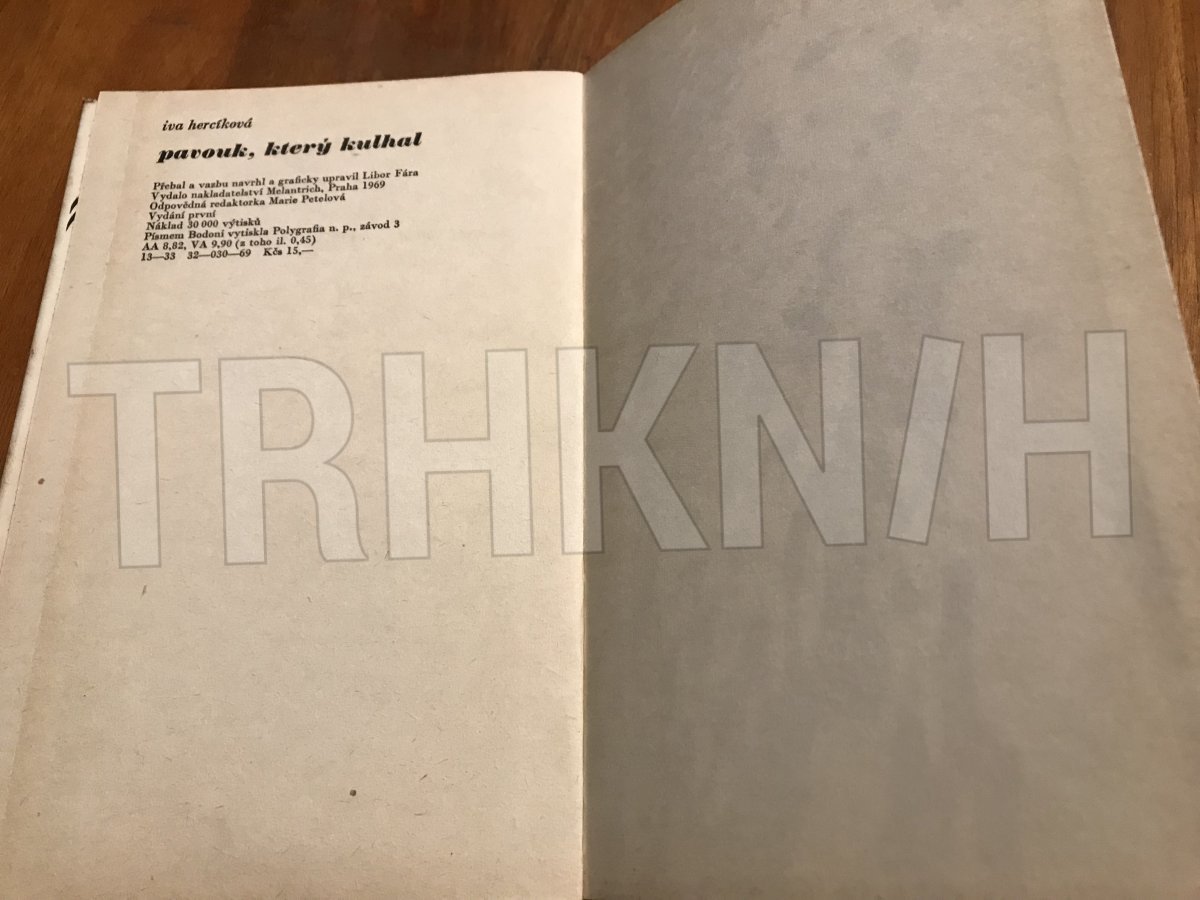 iva hercíková
pavouk, který kulhal
Přebal a vazbu navrhl a graficky upravil Libor Fára
Vydalo nakladatelství Melantrich, Praha 1969
Odpovědná redaktorka Marie Petelová
Vydání první
Náklad 30 000 výtisků
Písmem Bodoni vytiskla Polygrafia n. p., závod 3
AA 8,82, VA 9,90 (z toho il. 0,45)
13—33 32—030—69 Kčs 15,—
TRHKN/H